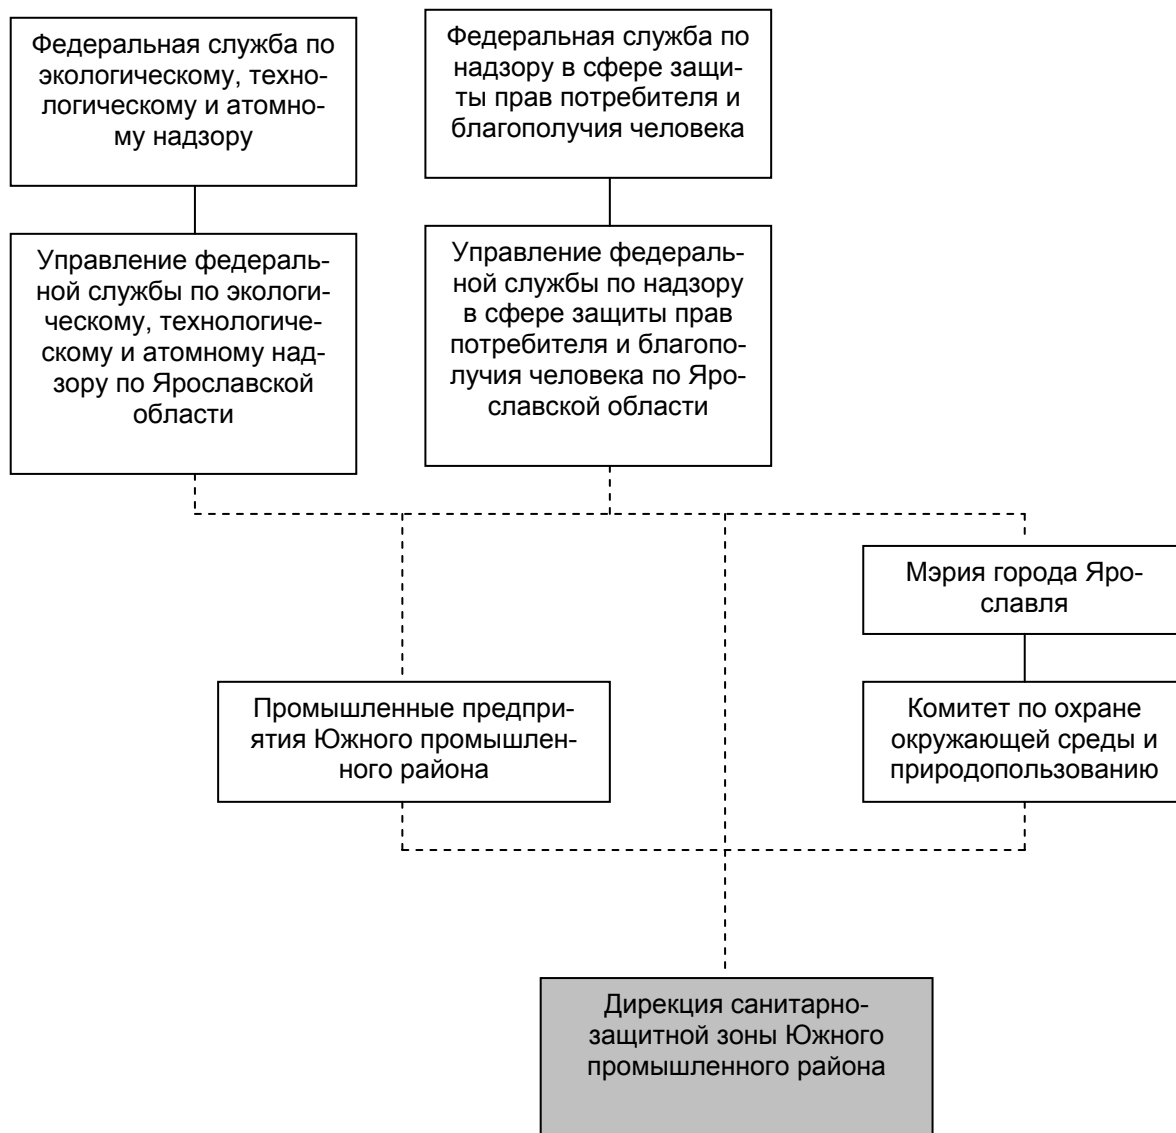 Федеральная служба по
экологическому, техно-
логическому и атомно-
му надзору
Федеральная служба по
надзору в сфере защи-
ты прав потребителя и
благополучия человека
Управление федераль-
ной службы по экологи-
ческому, технологиче-
скому и атомному над-
зору по Ярославской
области
Управление федераль-
ной службы по надзору
в сфере защиты прав
потребителя и благопо-
лучия человека по Яро-
славской области
Мэрия города Яро-
славля
Промышленные предпри-
ятия Южного промышлен-
ного района
Комитет по охране
окружающей среды и
природопользованию
Дирекция санитарно-
защитной зоны Южного
промышленного района